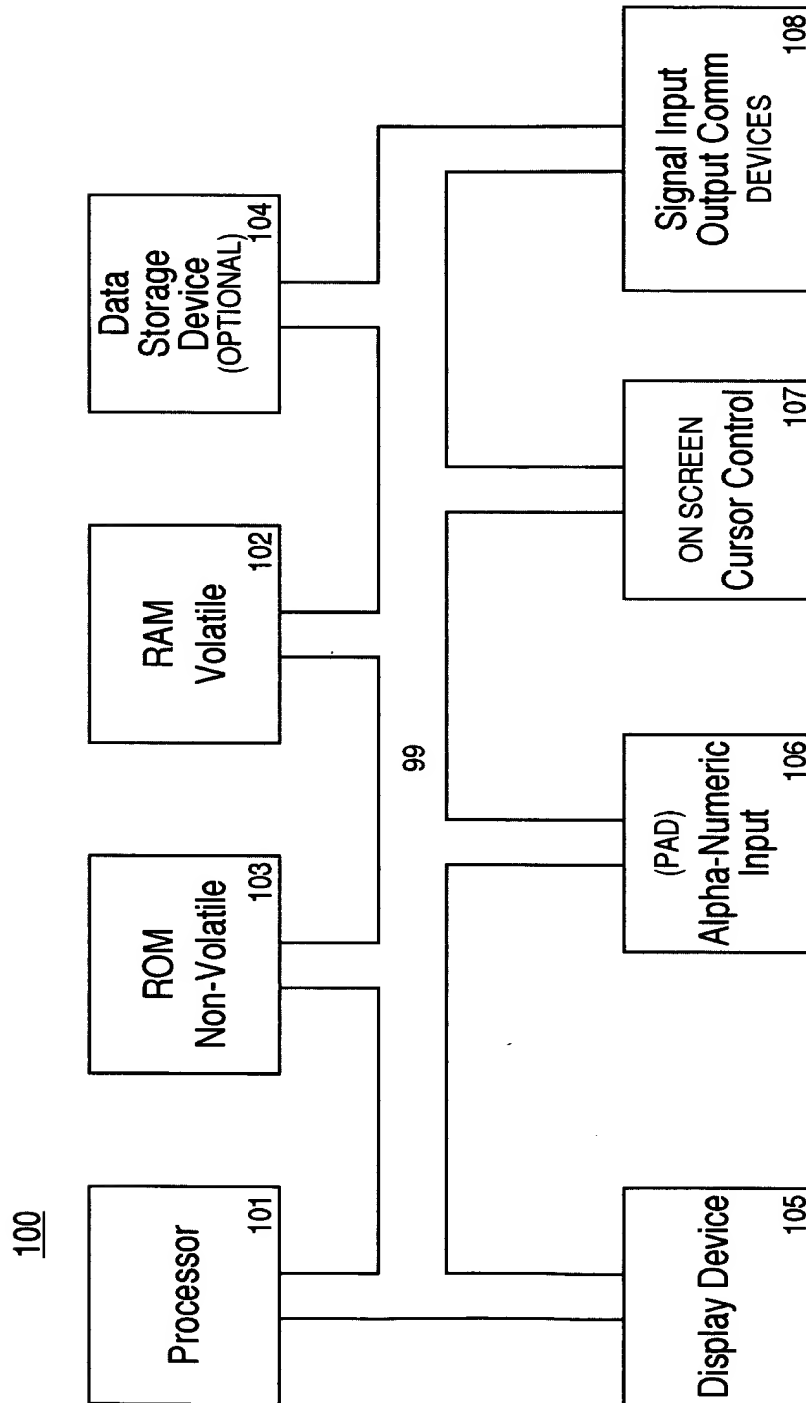 100
Processor
101
ROM
Non-Volatile
103
RAM
Volatile
102
Data
Storage
Device
(OPTIONAL)
104
99
Display Device
105
(PAD)
Alpha-Numeric
Input
106
ON SCREEN
Cursor Control
107
Signal Input
Output Comm
DEVICES
108